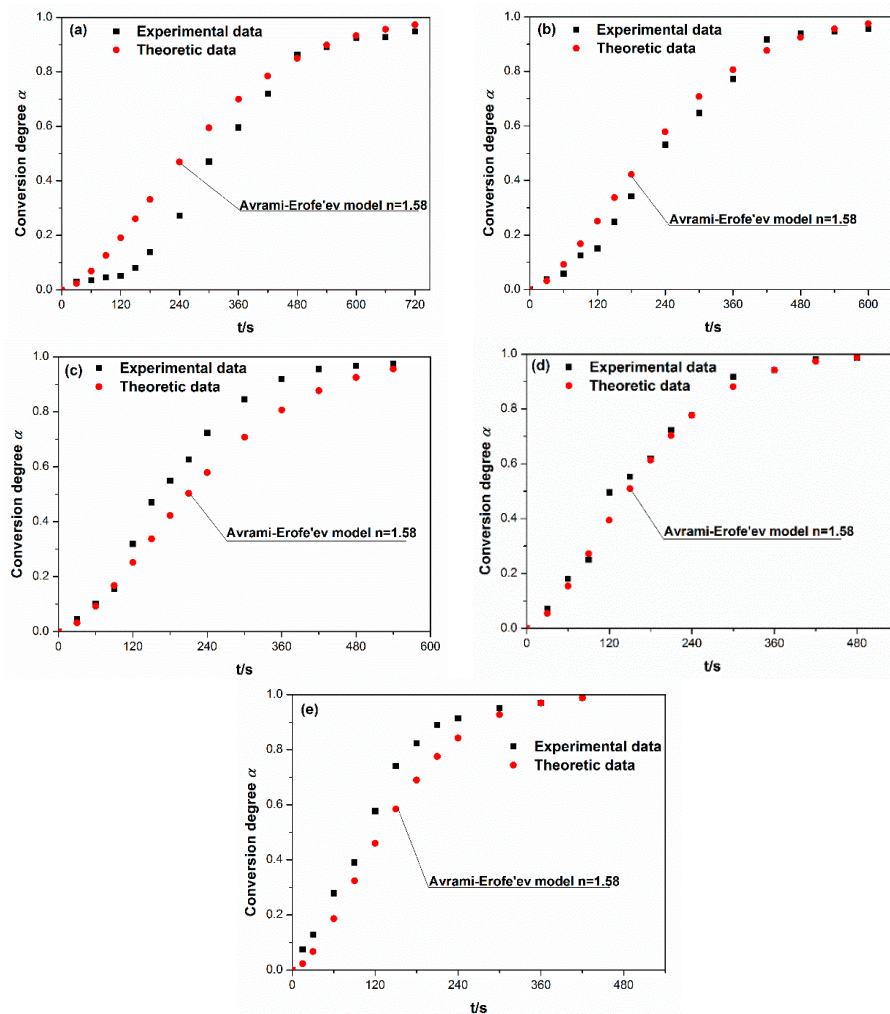 (a)
Experimental data
Theoretic data
Conversion degree α
1.0
0.8
0.6
0.4
0.2
0.0
Avrami-Erofe'ev model n=1.58
0 120 240 360 480 600 720
t/s
(b)
Experimental data
Theoretic data
Conversion degree α
1.0
0.8
0.6
0.4
0.2
0.0
Avrami-Erofe'ev model n=1.58
0 120 240 360 480 600
t/s
(c)
Experimental data
Theoretic data
Conversion degree α
1.0
0.8
0.6
0.4
0.2
0.0
Avrami-Erofe'ev model n=1.58
0 120 240 360 480 600
t/s
(d)
Experimental data
Theoretic data
Conversion degree α
1.0
0.8
0.6
0.4
0.2
0.0
Avrami-Erofe'ev model n=1.58
0 120 240 360 480
t/s
(e)
Experimental data
Theoretic data
Conversion degree α
1.0
0.8
0.6
0.4
0.2
0.0
Avrami-Erofe'ev model n=1.58
0 120 240 360 480
t/s